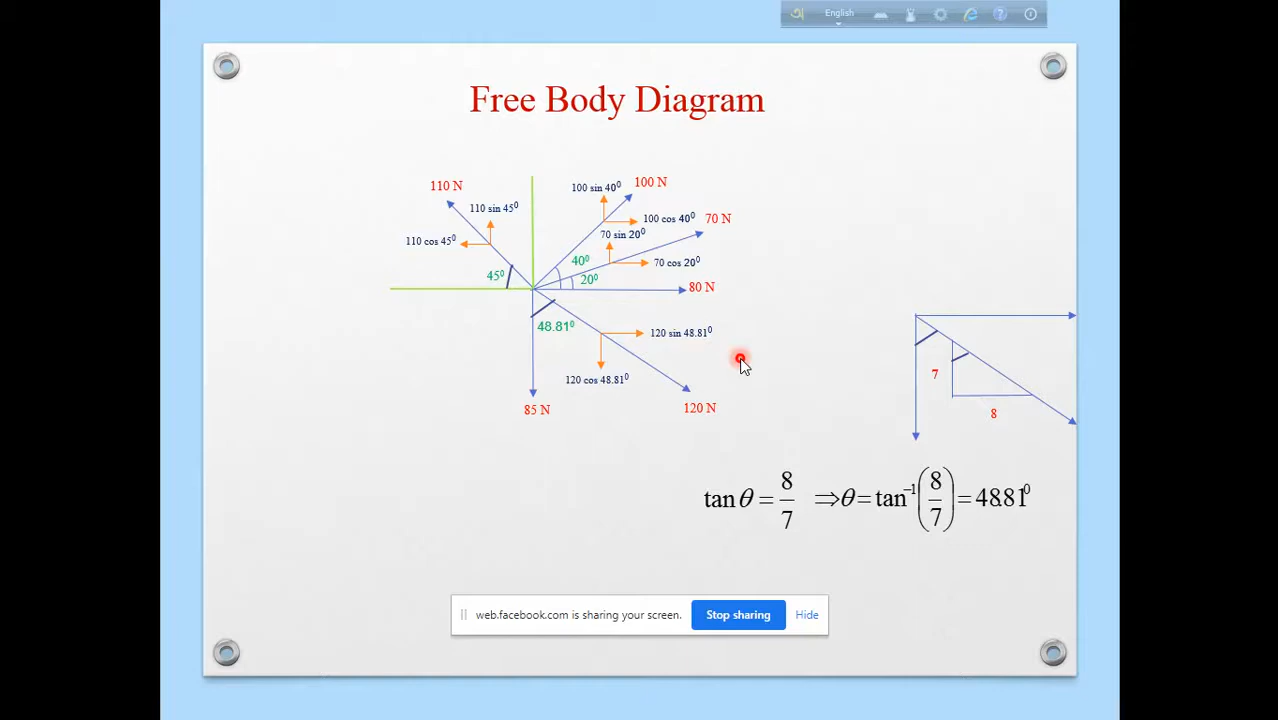 English
Free Body Diagram
110 N
100 sin 40⁰
100 N
110 sin 45⁰
100 cos 40⁰
70 N
70 sin 20⁰
110 cos 45⁰
70 cos 20⁰
45⁰
40⁰
20⁰
80 N
48.81⁰
120 sin 48.81⁰
120 cos 48.81⁰
85 N
120 N
7
8
tan θ = 8/7 ⇒ θ = tan⁻¹(8/7) = 48.81⁰
web.facebook.com is sharing your screen.
Stop sharing
Hide